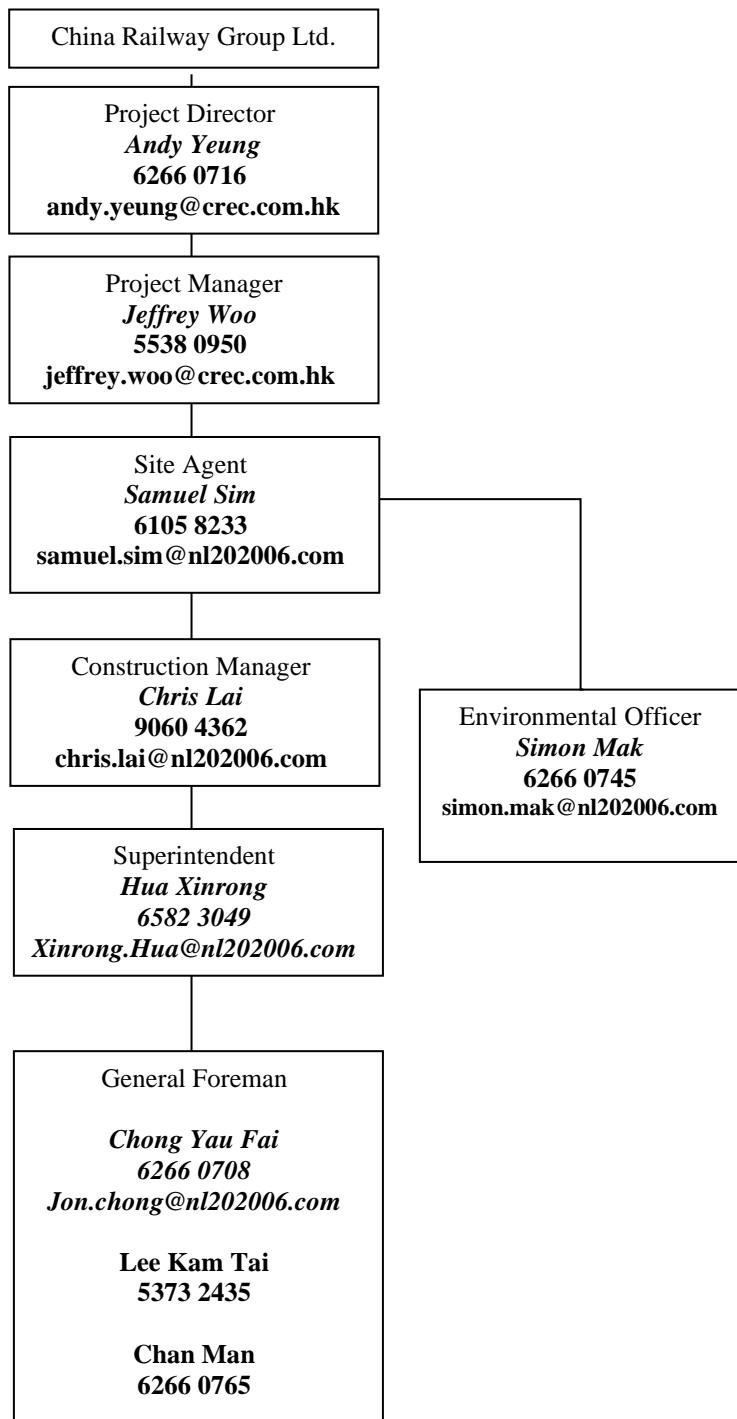 China Railway Group Ltd.
Project Director
Andy Yeung
6266 0716
andy.yeung@crec.com.hk
Project Manager
Jeffrey Woo
5538 0950
jeffrey.woo@crec.com.hk
Site Agent
Samuel Sim
6105 8233
samuel.sim@nl202006.com
Construction Manager
Chris Lai
9060 4362
chris.lai@nl202006.com
Environmental Officer
Simon Mak
6266 0745
simon.mak@nl202006.com
Superintendent
Hua Xinrong
6582 3049
Xinrong.Hua@nl202006.com
General Foreman
Chong Yau Fai
6266 0708
Jon.chong@nl202006.com
Lee Kam Tai
5373 2435
Chan Man
6266 0765